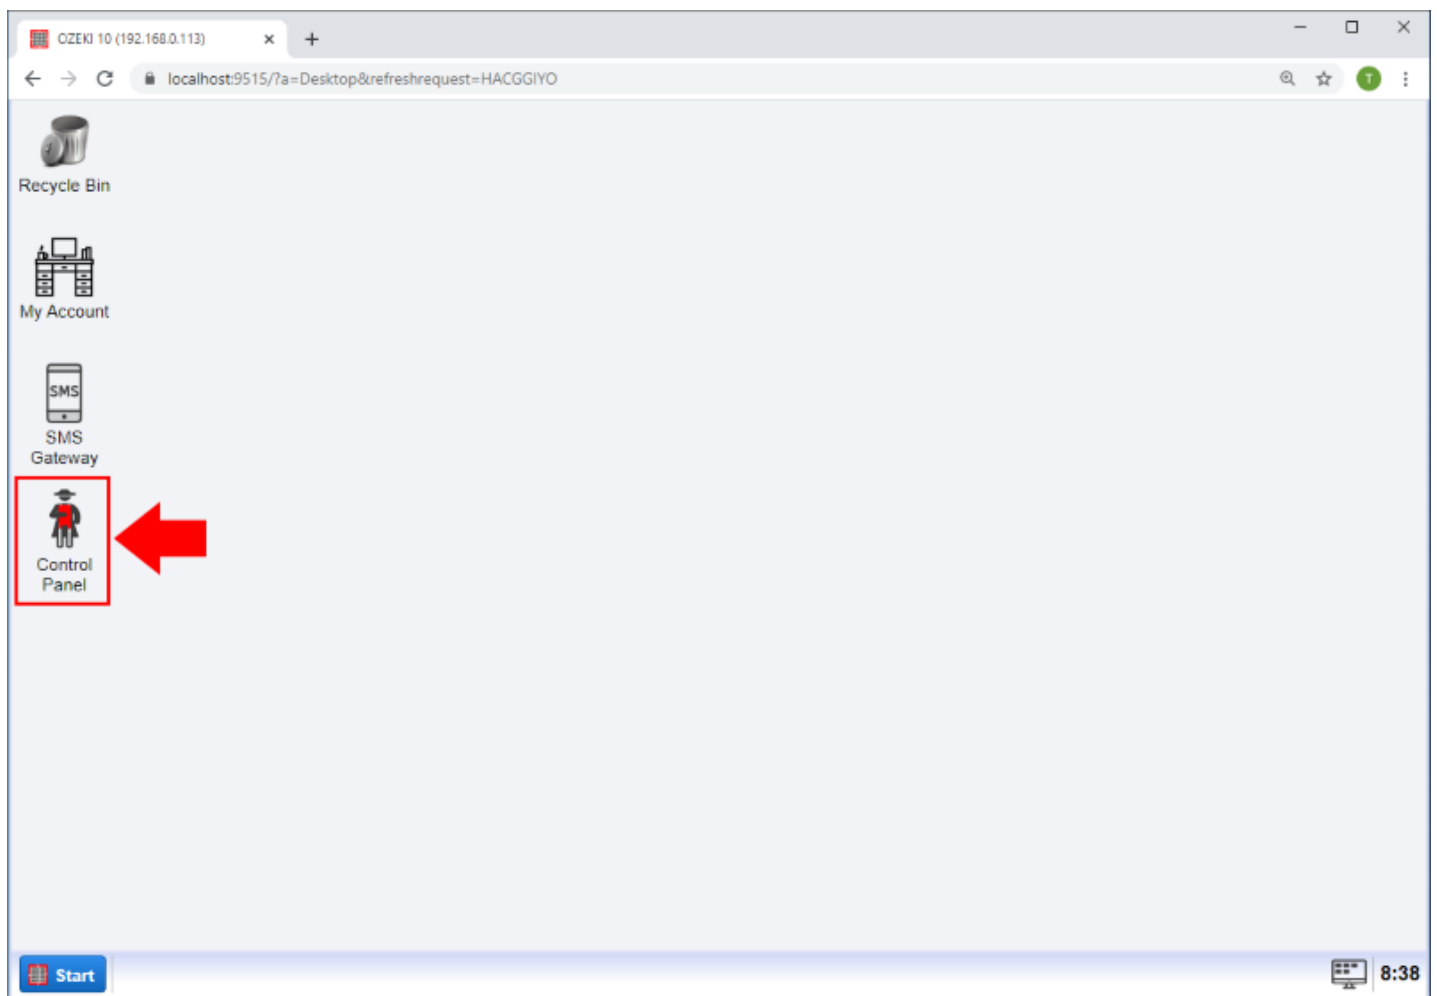 OZEKI 10 (192.168.0.113)
localhost:9515/?a=Desktop&refreshrequest=HACGGIYO
T
Recycle Bin
My Account
SMS
SMS
Gateway
Control
Panel
Start
8:38